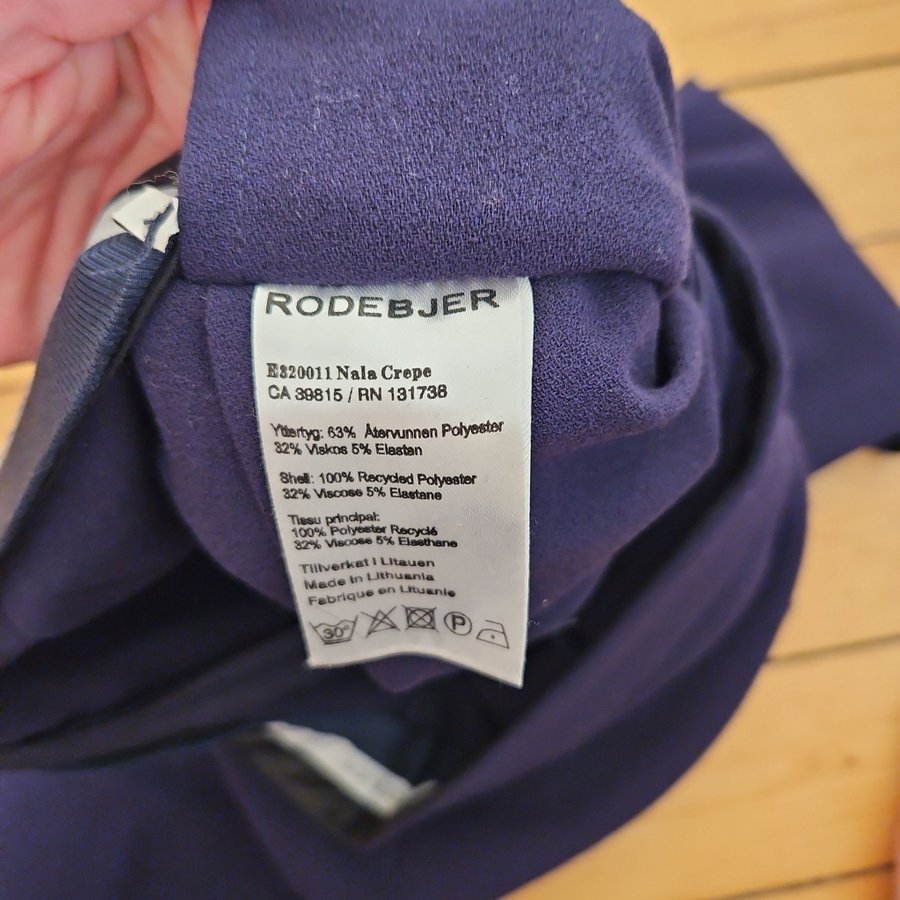 RODEBJER
E320011 Nala Crepe
CA 39815 / RN 131738
Yttertyg: 63% Återvunnen Polyester
32% Viskos 5% Elastan
Shell: 100% Recycled Polyester
32% Viscose 5% Elastane
Tissu principal:
100% Polyester Recyclé
32% Viscose 5% Elasthane
Tillverkat i Litauen
Made in Lithuania
Fabrique en Lituanie
30° P